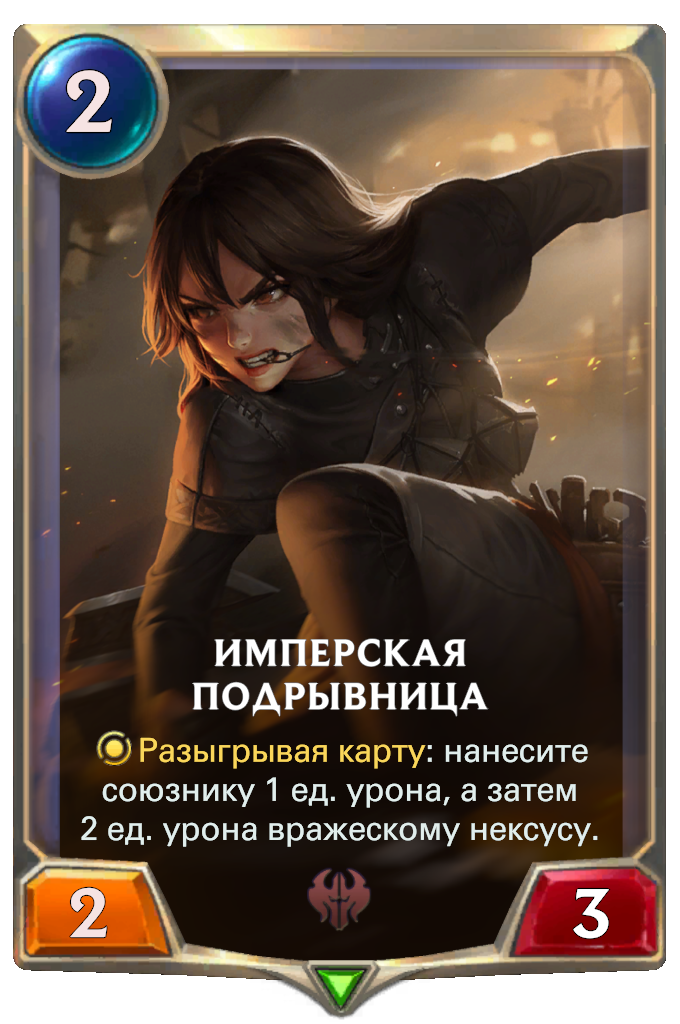 2
ИМПЕРСКАЯ
ПОДРЫВНИЦА
Разыгрывая карту: нанесите
союзнику 1 ед. урона, а затем
2 ед. урона вражескому нексусу.
2
3